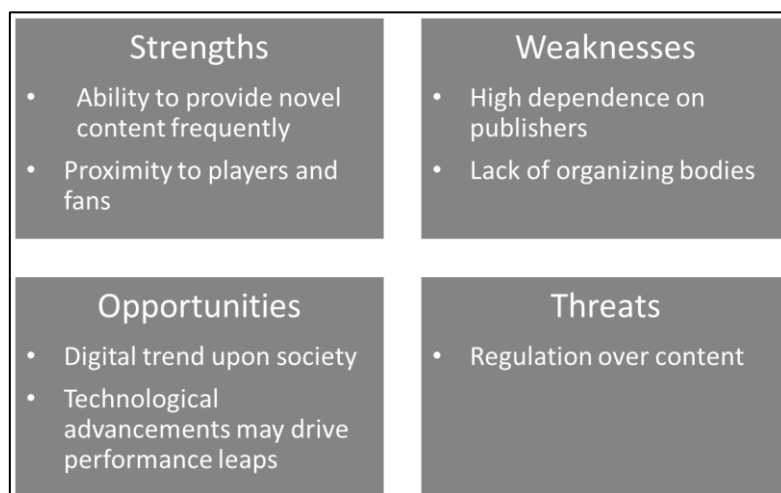 Strengths
• Ability to provide novel
content frequently
• Proximity to players and
fans
Weaknesses
• High dependence on
publishers
• Lack of organizing bodies
Opportunities
• Digital trend upon society
• Technological
advancements may drive
performance leaps
Threats
• Regulation over content